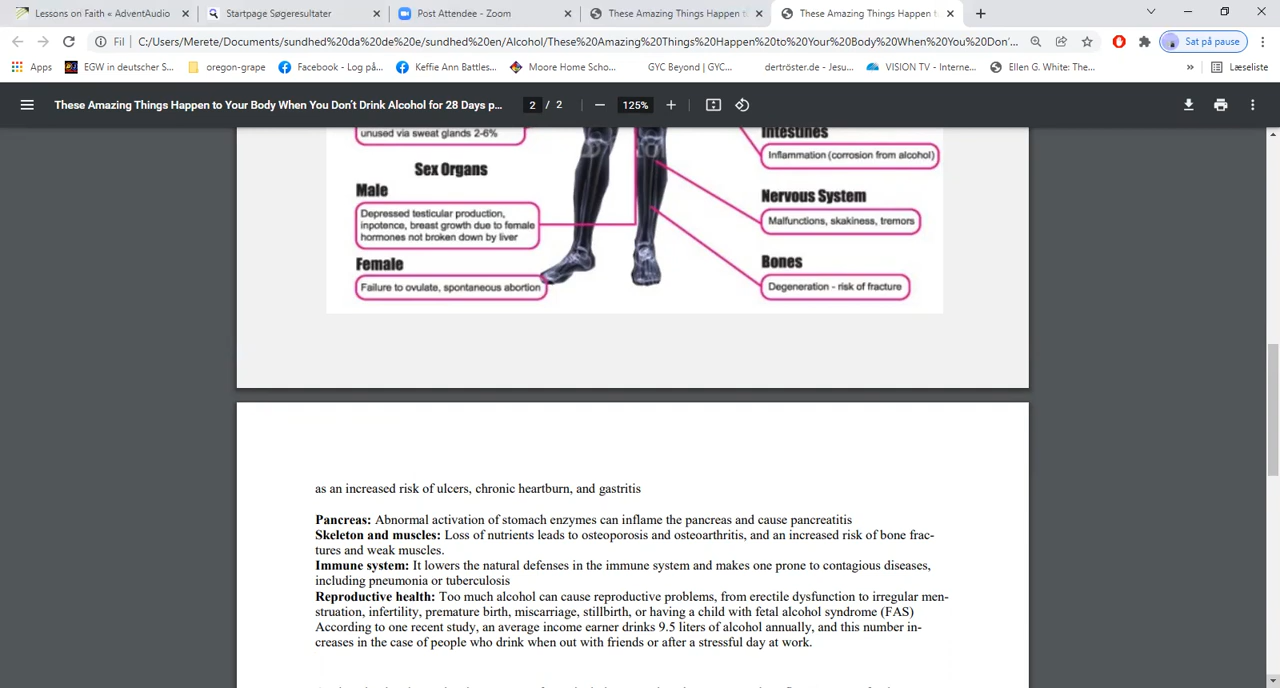 Lessons on Faith « AdventAudio
Startpage Søgeresultater
Post Attendee - Zoom
These Amazing Things Happen t
These Amazing Things Happen t
Fil
C:/Users/Merete/Documents/sundhed%20da%20de%20e/sundhed%20en/Alcohol/These%20Amazing%20Things%20Happen%20to%20Your%20Body%20When%20You%20Don'...
Sat på pause
Apps
EGW in deutscher S...
oregon-grape
Facebook - Log på...
Keffie Ann Battles...
Moore Home Scho...
GYC Beyond | GYC...
dertröster.de - Jesu...
VISION TV - Interne...
Ellen G. White: The...
»
Læseliste
These Amazing Things Happen to Your Body When You Don't Drink Alcohol for 28 Days p...
2 / 2
125%
unused via sweat glands 2-6%
Intestines
Inflammation (corrosion from alcohol)
Sex Organs
Male
Depressed testicular production,
inpotence, breast growth due to female
hormones not broken down by liver
Nervous System
Malfunctions, skakiness, tremors
Female
Failure to ovulate, spontaneous abortion
Bones
Degeneration - risk of fracture
as an increased risk of ulcers, chronic heartburn, and gastritis
Pancreas: Abnormal activation of stomach enzymes can inflame the pancreas and cause pancreatitis
Skeleton and muscles: Loss of nutrients leads to osteoporosis and osteoarthritis, and an increased risk of bone frac-
tures and weak muscles.
Immune system: It lowers the natural defenses in the immune system and makes one prone to contagious diseases,
including pneumonia or tuberculosis
Reproductive health: Too much alcohol can cause reproductive problems, from erectile dysfunction to irregular men-
struation, infertility, premature birth, miscarriage, stillbirth, or having a child with fetal alcohol syndrome (FAS)
According to one recent study, an average income earner drinks 9.5 liters of alcohol annually, and this number in-
creases in the case of people who drink when out with friends or after a stressful day at work.